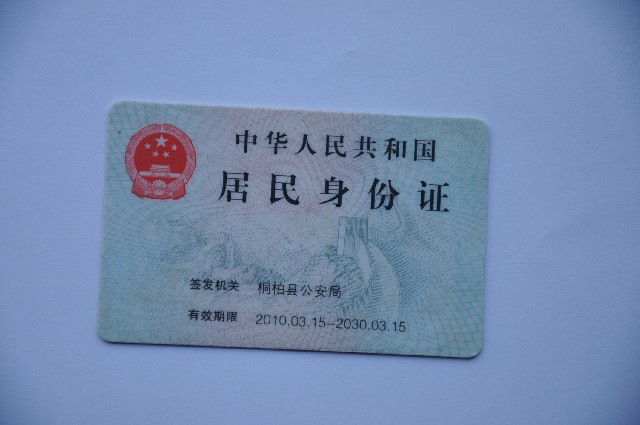 中华人民共和国
居民身份证
签发机关 桐柏县公安局
有效期限 2010.03.15-2030.03.15